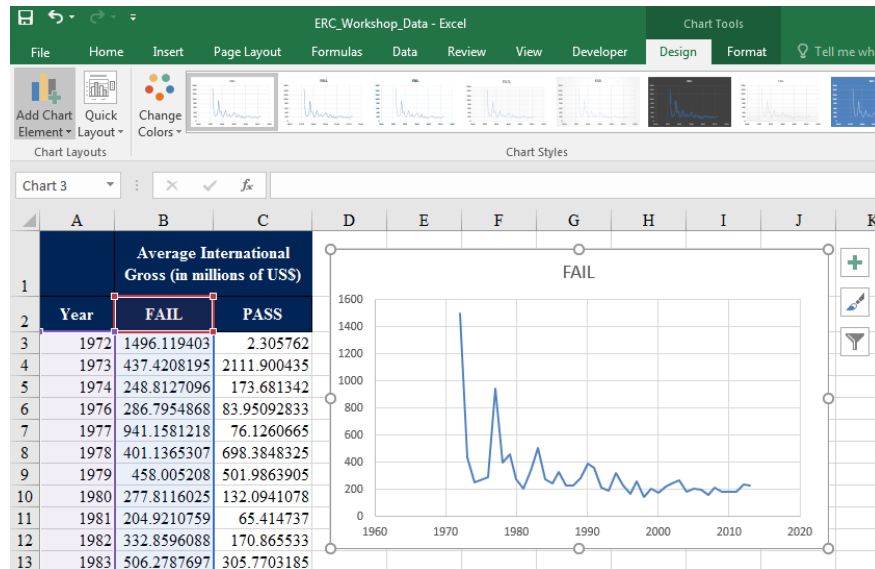 ERC_Workshop_Data - Excel
Chart Tools
File Home Insert Page Layout Formulas Data Review View Developer Design Format Tell me wh
Add Chart Element Quick Layout Change Colors
Chart Layouts Chart Styles
Chart 3 fx
A B C D E F G H I J K
1 Average International
Gross (in millions of US$)
2 Year FAIL PASS
3 1972 1496.119403 2.305762
4 1973 437.4208195 2111.900435
5 1974 248.8127096 173.681342
6 1976 286.7954868 83.95092833
7 1977 941.1581218 76.1260665
8 1978 401.1365307 698.3848325
9 1979 458.005208 501.9863905
10 1980 277.8116025 132.0941078
11 1981 204.9210759 65.414737
12 1982 332.8596088 170.865533
13 1983 506.2787697 305.7703185
FAIL
1600
1400
1200
1000
800
600
400
200
0
1960 1970 1980 1990 2000 2010 2020